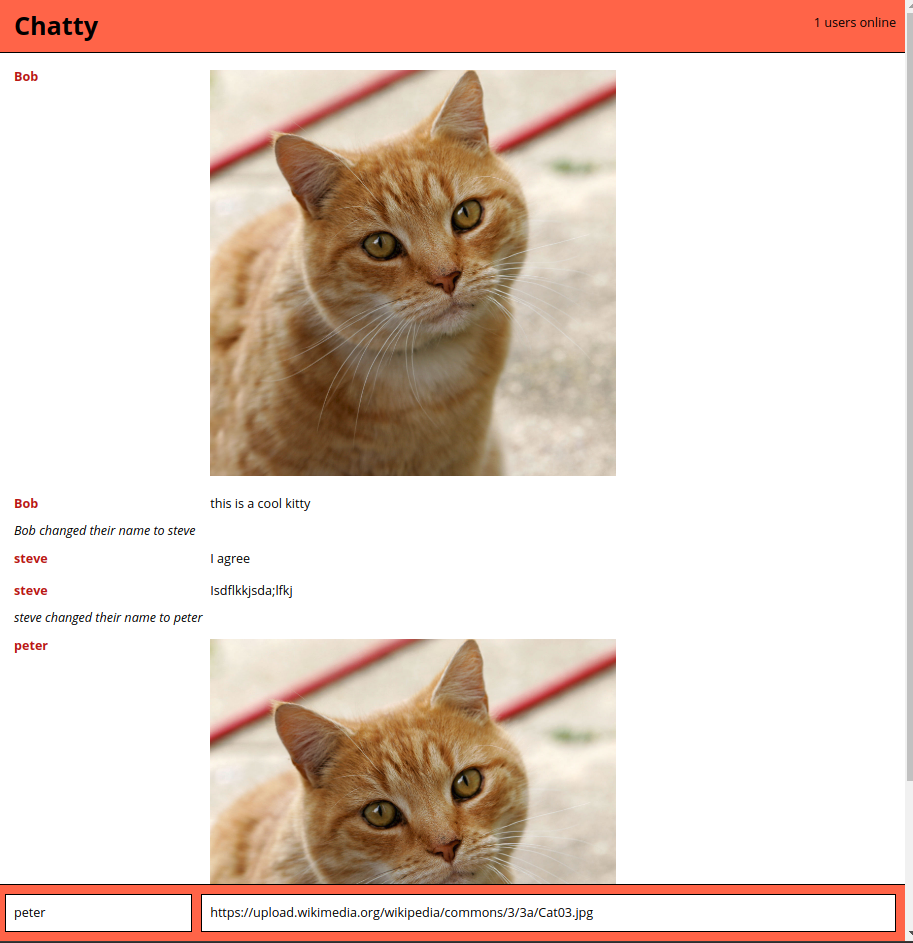 Chatty
1 users online
Bob
Bob this is a cool kitty
Bob changed their name to steve
steve I agree
steve Isdflkkjsda;lfkj
steve changed their name to peter
peter
peter https://upload.wikimedia.org/wikipedia/commons/3/3a/Cat03.jpg